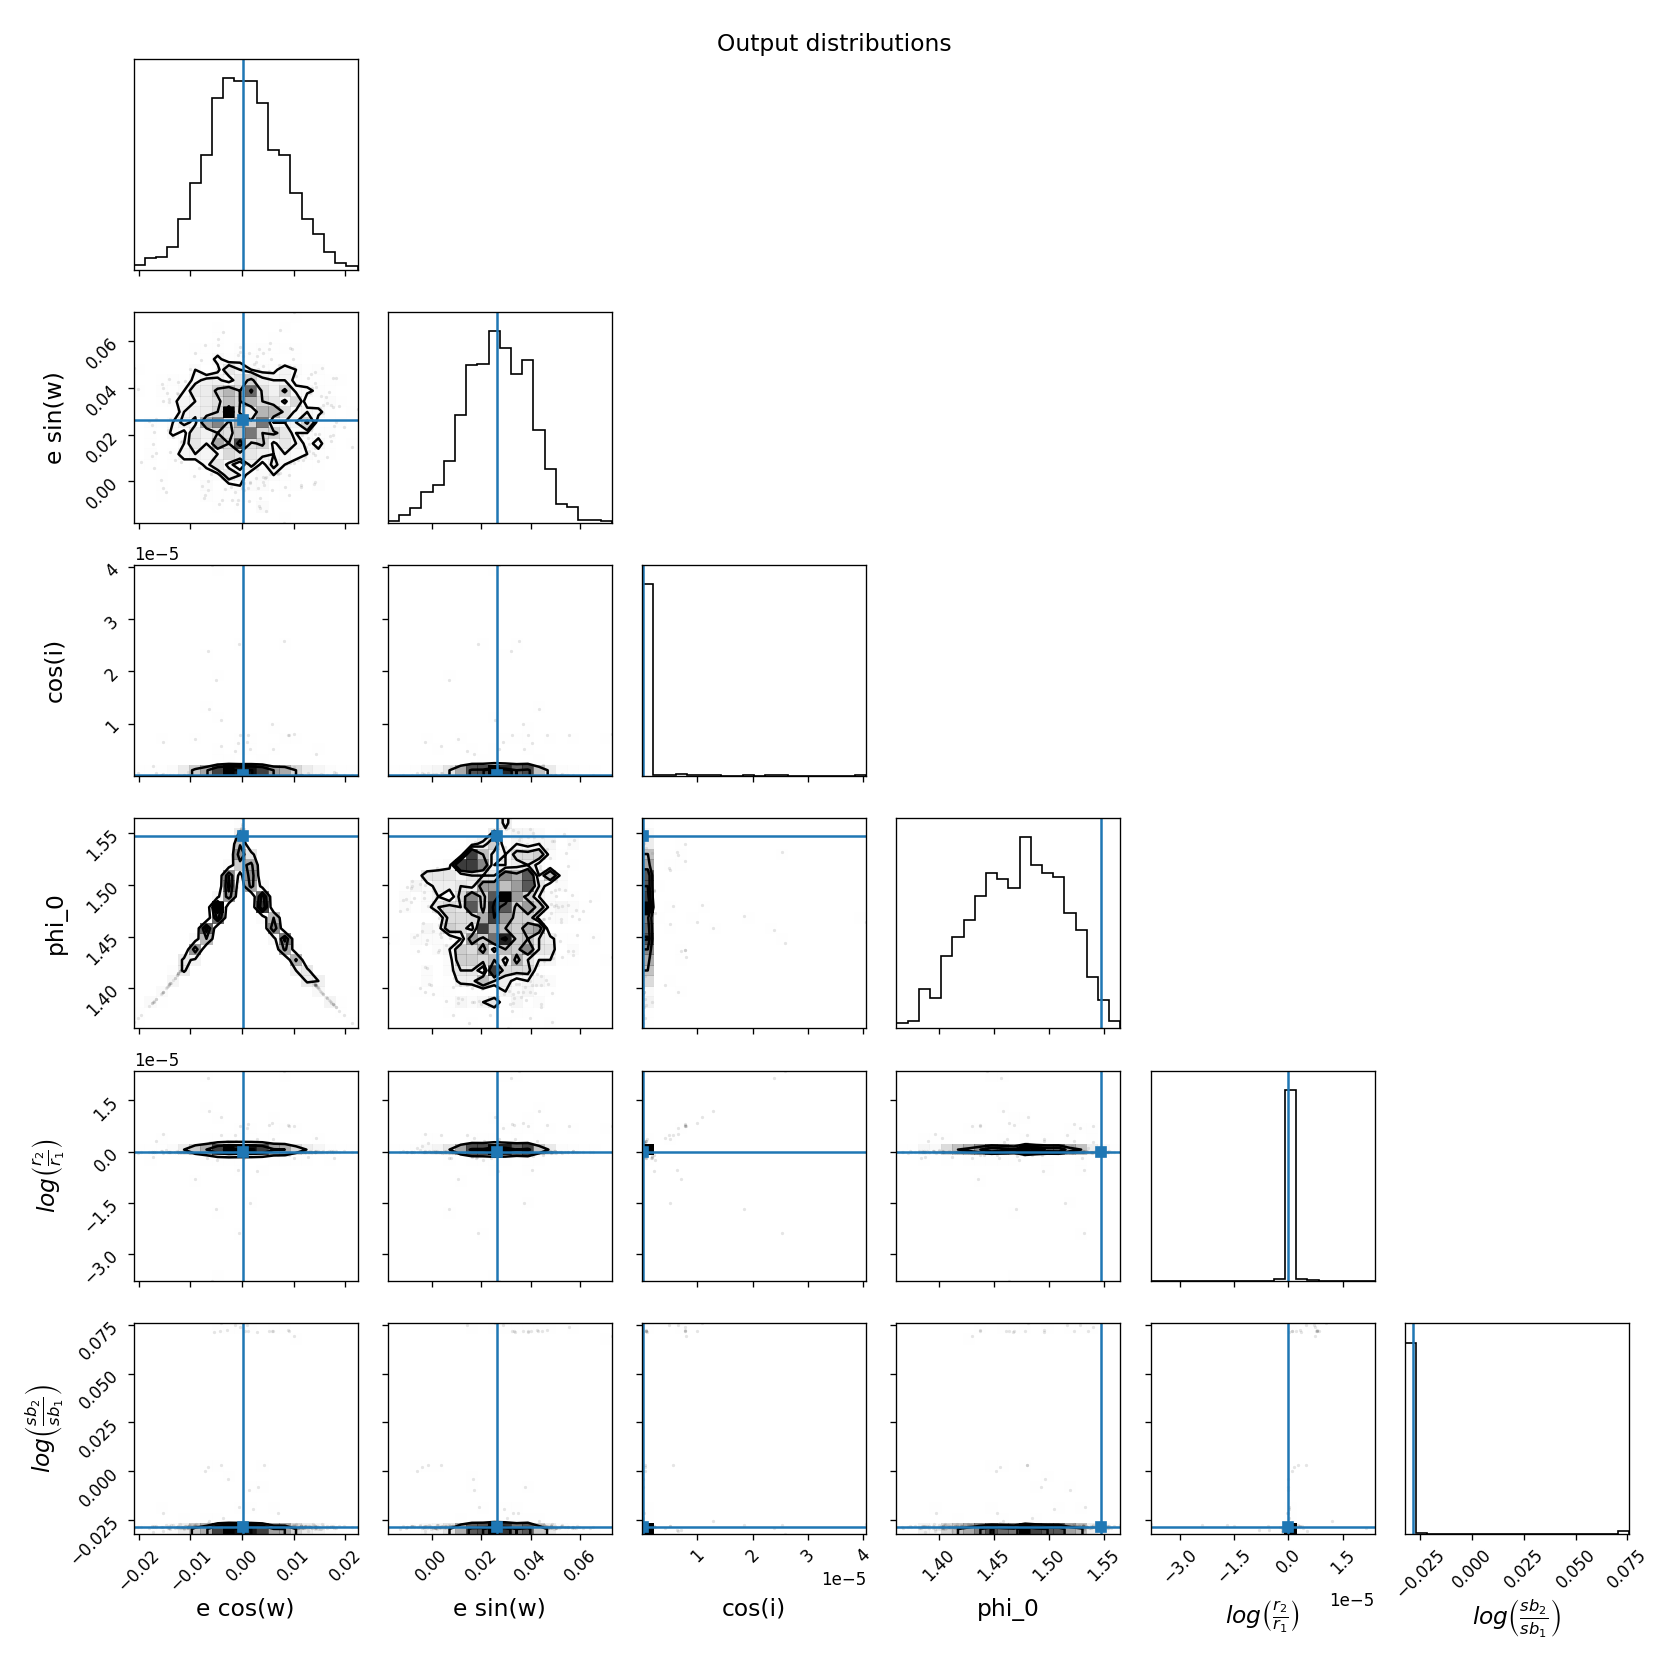 Output distributions
e sin(w)
0.06
0.04
0.02
0.00
1e−5
cos(i)
4
3
2
1
phi_0
1.55
1.50
1.45
1.40
1e−5
log(r₂/r₁)
1.5
0.0
−1.5
−3.0
log(sb₂/sb₁)
0.075
0.050
0.025
0.000
−0.025
−0.02 −0.01 0.00 0.01 0.02
e cos(w)
0.00 0.02 0.04 0.06
e sin(w)
1 2 3 4
1e−5
cos(i)
1.40 1.45 1.50 1.55
phi_0
−3.0 −1.5 0.0 1.5
1e−5
log(r₂/r₁)
−0.025 0.000 0.025 0.050 0.075
log(sb₂/sb₁)